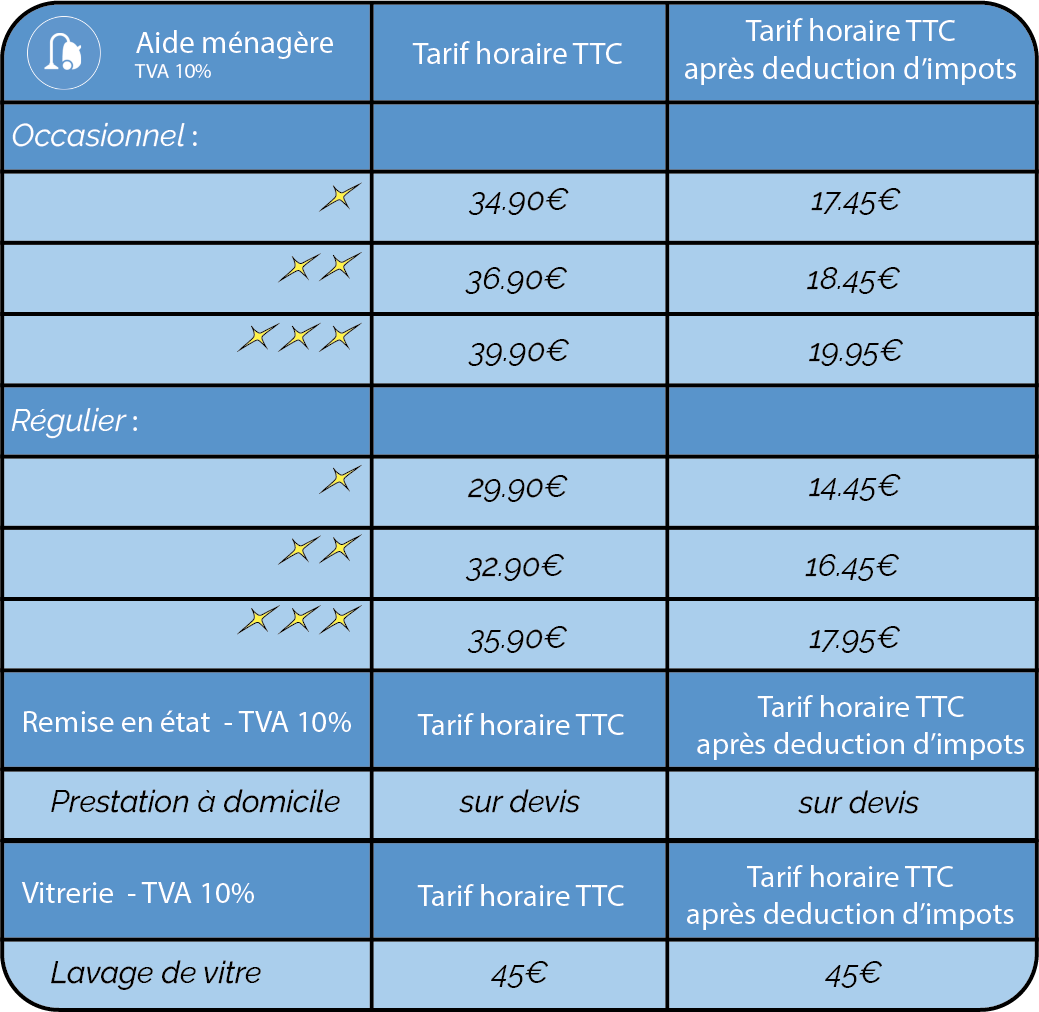 Aide ménagère
TVA 10%
Tarif horaire TTC
Tarif horaire TTC
après deduction d’impots
Occasionnel :
34.90€
17.45€
36.90€
18.45€
39.90€
19.95€
Régulier :
29.90€
14.45€
32.90€
16.45€
35.90€
17.95€
Remise en état - TVA 10%
Tarif horaire TTC
Tarif horaire TTC
après deduction d’impots
Prestation à domicile
sur devis
sur devis
Vitrerie - TVA 10%
Tarif horaire TTC
Tarif horaire TTC
après deduction d’impots
Lavage de vitre
45€
45€